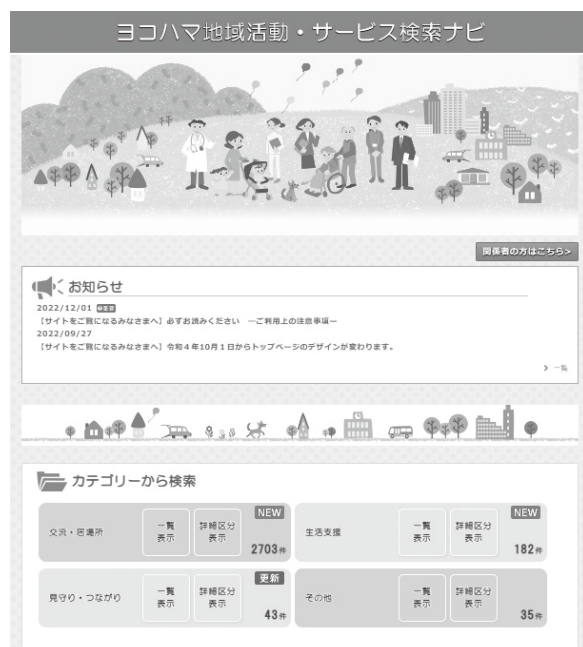 ヨコハマ地域活動・サービス検索ナビ
関係者の方はこちら>
お知らせ
2022/12/01
【サイトをご覧になるみなさまへ】必ずお読みください ―ご利用上の注意事項―
2022/09/27
【サイトをご覧になるみなさまへ】令和4年10月1日からトップページのデザインが変わります。
> 一覧
カテゴリーから検索
交流・居場所
一覧
表示
詳細区分
表示
NEW
2703件
生活支援
一覧
表示
詳細区分
表示
NEW
182件
見守り・つながり
一覧
表示
詳細区分
表示
更新
43件
その他
一覧
表示
詳細区分
表示
35件